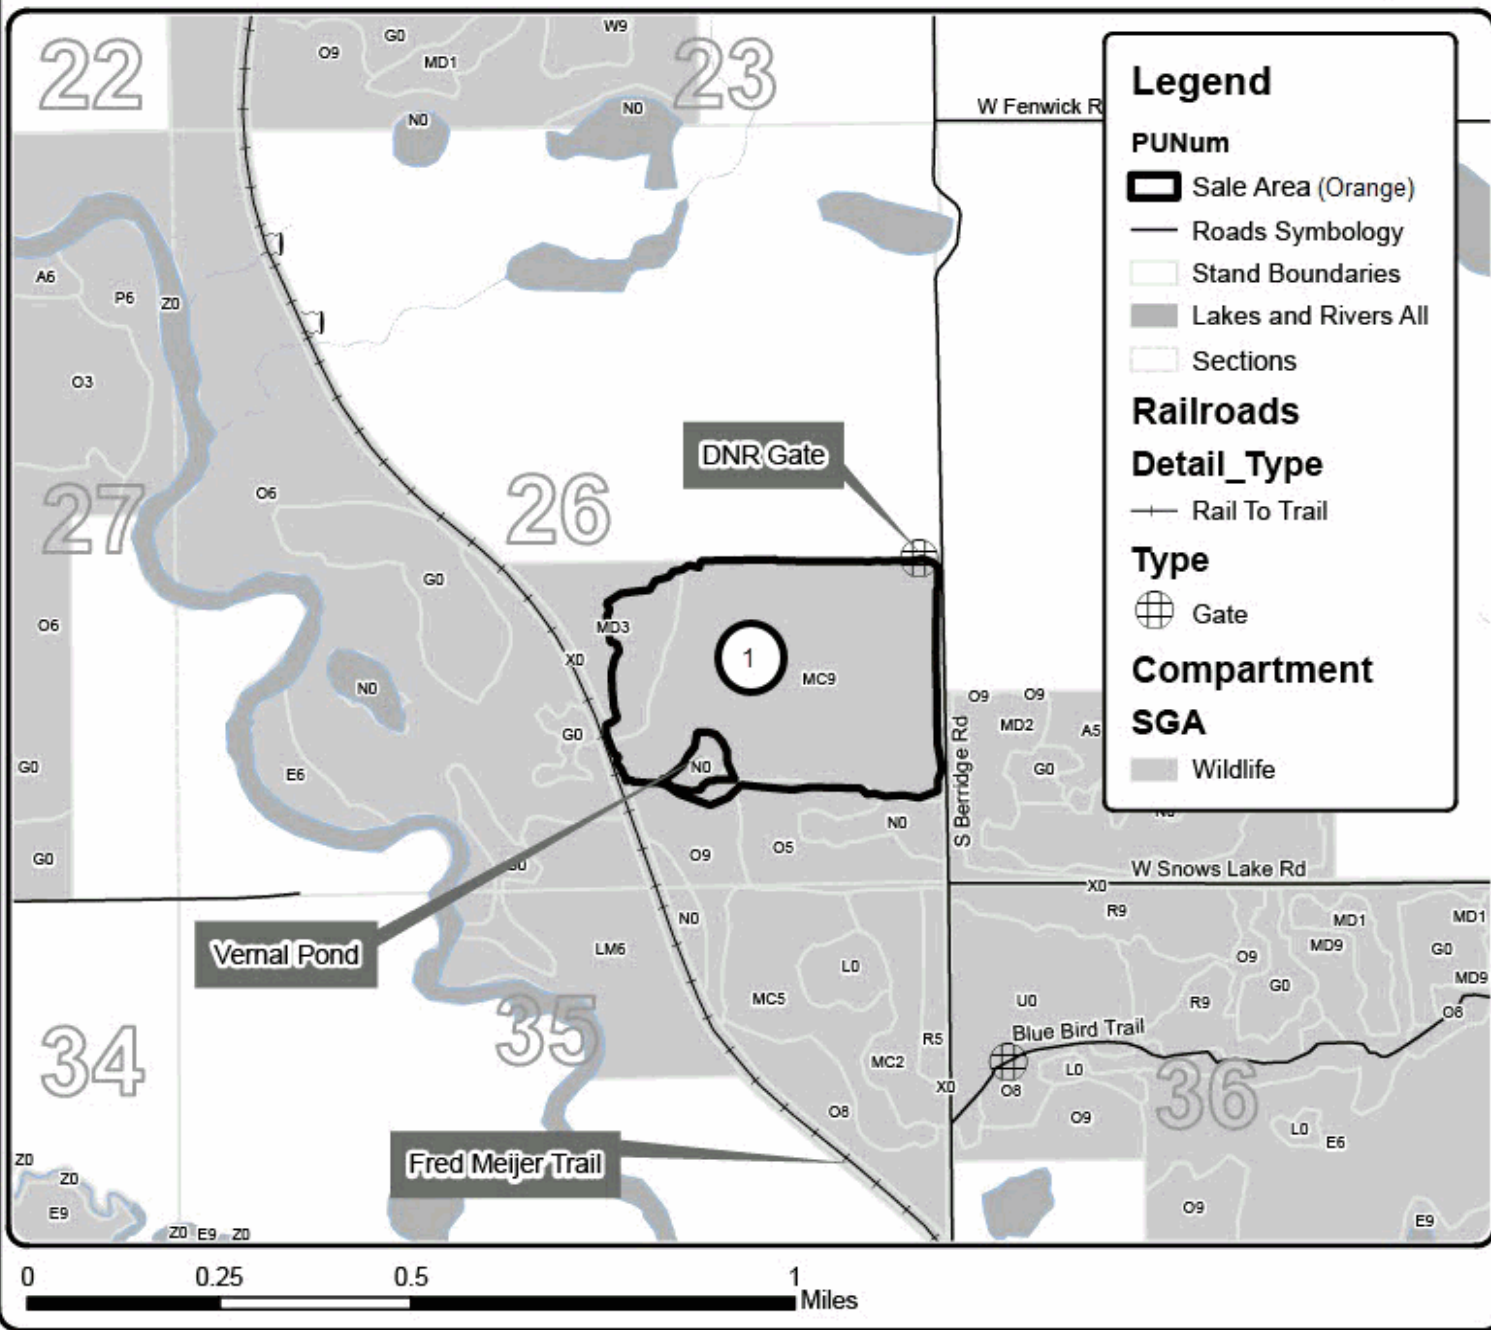 22
O9
G0
MD1
W9
23
N0
N0
W Fenwick R
A6
P6
Z0
O3
27
O6
26
DNR Gate
G0
O6
MD3
1
X0
MC9
N0
G0
N0
G0
E6
O9
O9
MD2
A5
G0
S Berridge Rd
N0
O9
O5
G0
W Snows Lake Rd
X0
R9
N0
Vernal Pond
LM6
L0
MC5
35
34
MC2
R5
X0
O8
U0
O9
G0
MD1
MD9
MD1
G0
MD9
R9
O8
Blue Bird Trail
L0
O8
O9
36
L0
E6
Fred Meijer Trail
Z0
Z0
E9
Z0
E9
Z0
O9
E9
Legend
PUNum
Sale Area (Orange)
Roads Symbology
Stand Boundaries
Lakes and Rivers All
Sections
Railroads
Detail_Type
Rail To Trail
Type
Gate
Compartment
SGA
Wildlife
0
0.25
0.5
1
Miles